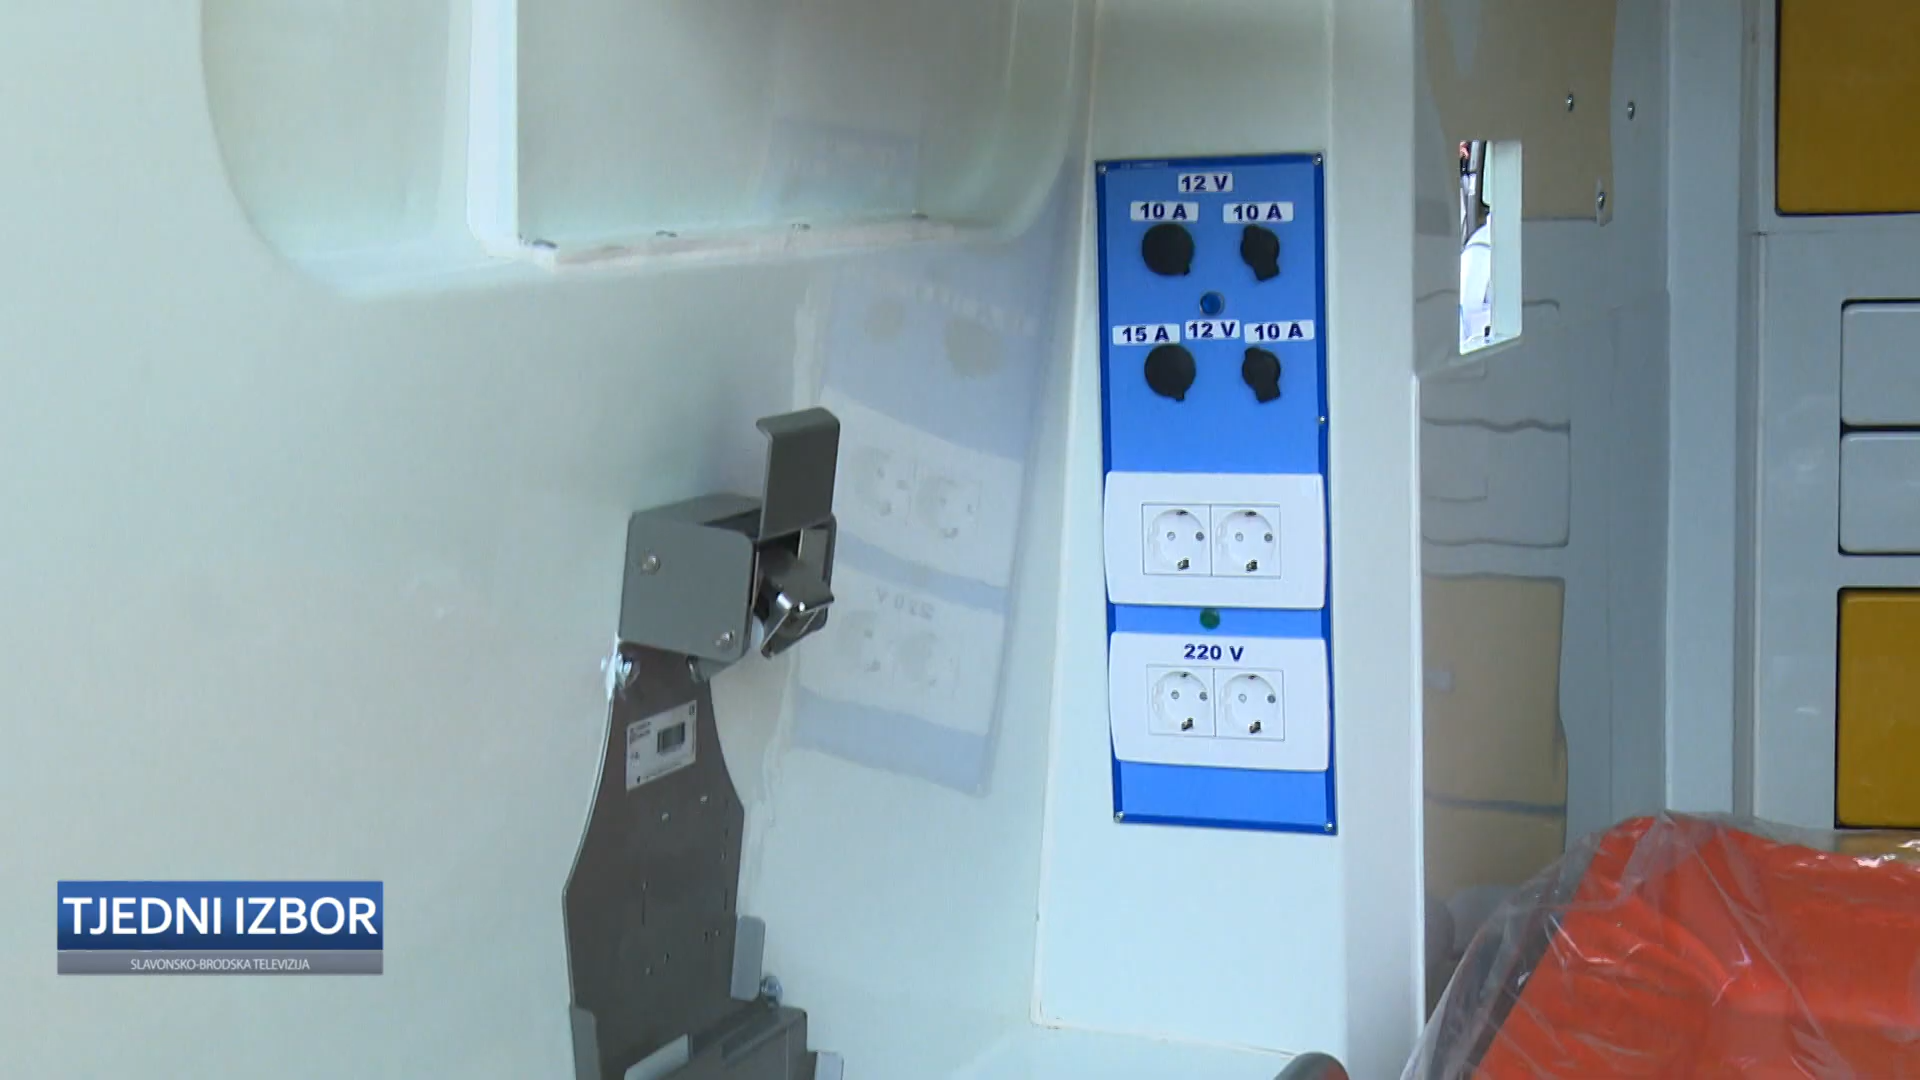 12 V
10 A 10 A
15 A 12 V 10 A
220 V
TJEDNI IZBOR
SLAVONSKO-BRODSKA TELEVIZIJA